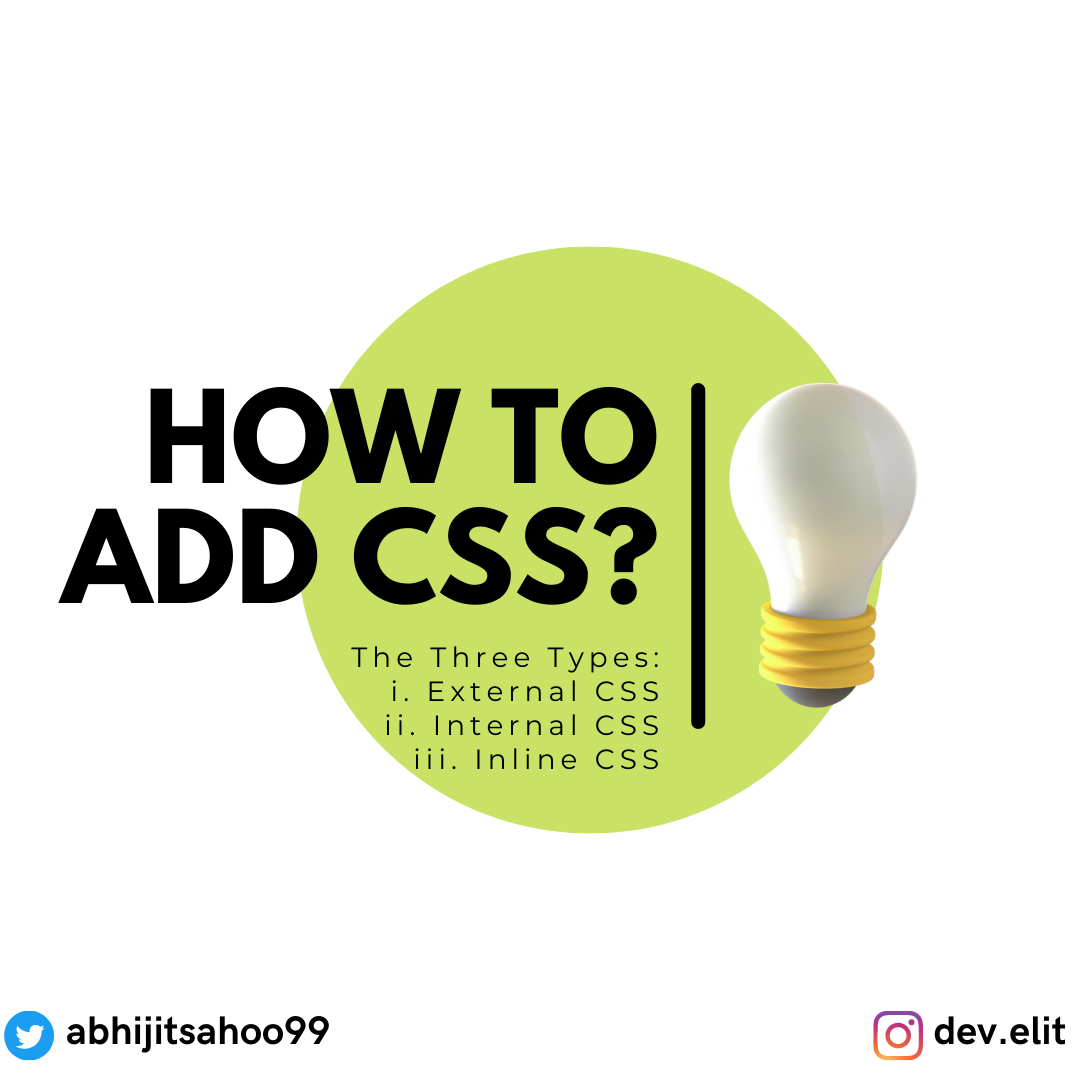 HOW TO
ADD CSS?
The Three Types:
i. External CSS
ii. Internal CSS
iii. Inline CSS
abhijitsahoo99
dev.elit